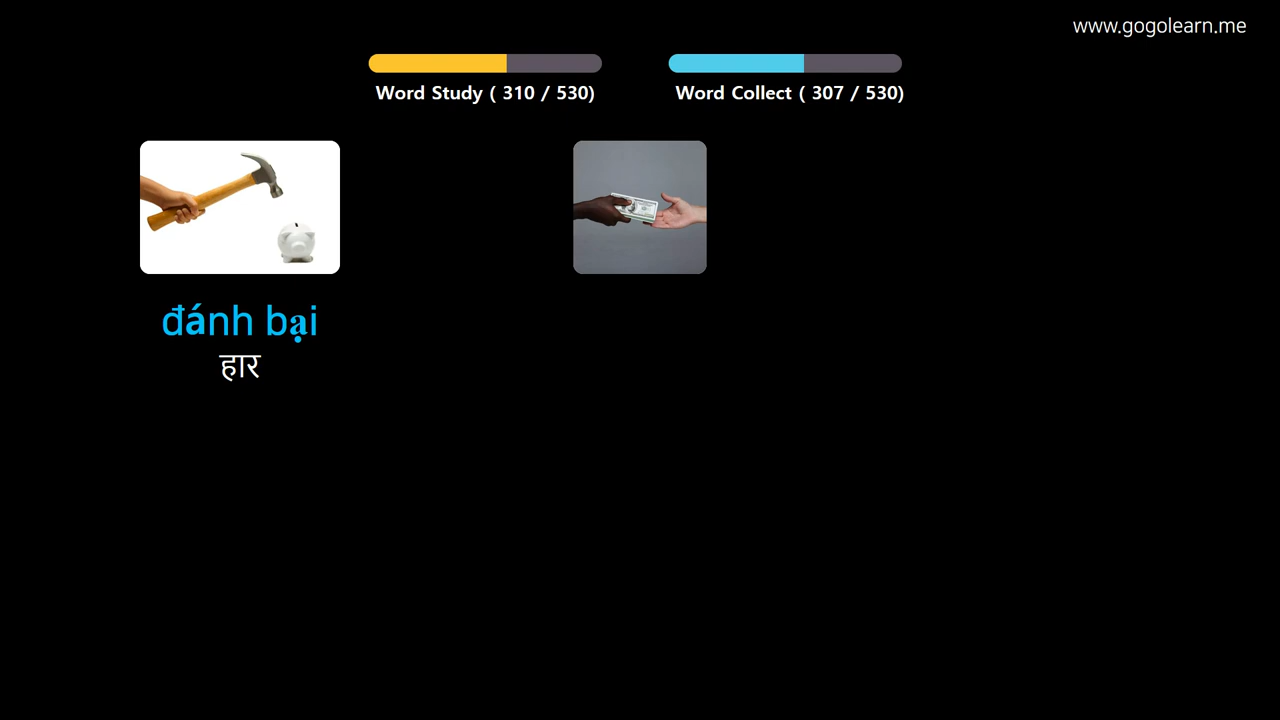 www.gogolearn.me
Word Study ( 310 / 530)
Word Collect ( 307 / 530)
đánh bại
हार